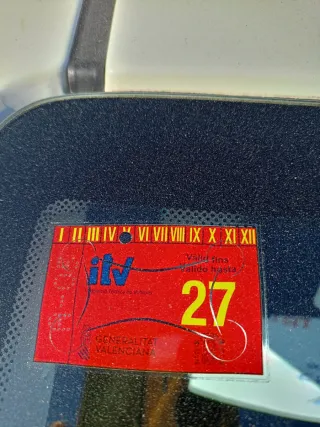 I II III IV V VI VII VIII IX X XI XII
itv
Vàlid fins
Válido hasta
27
GENERALITAT
VALENCIANA